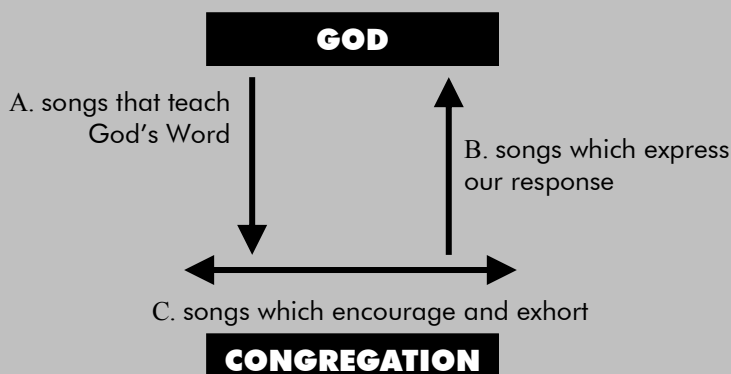 GOD
A. songs that teach
God's Word
B. songs which express
our response
C. songs which encourage and exhort
CONGREGATION